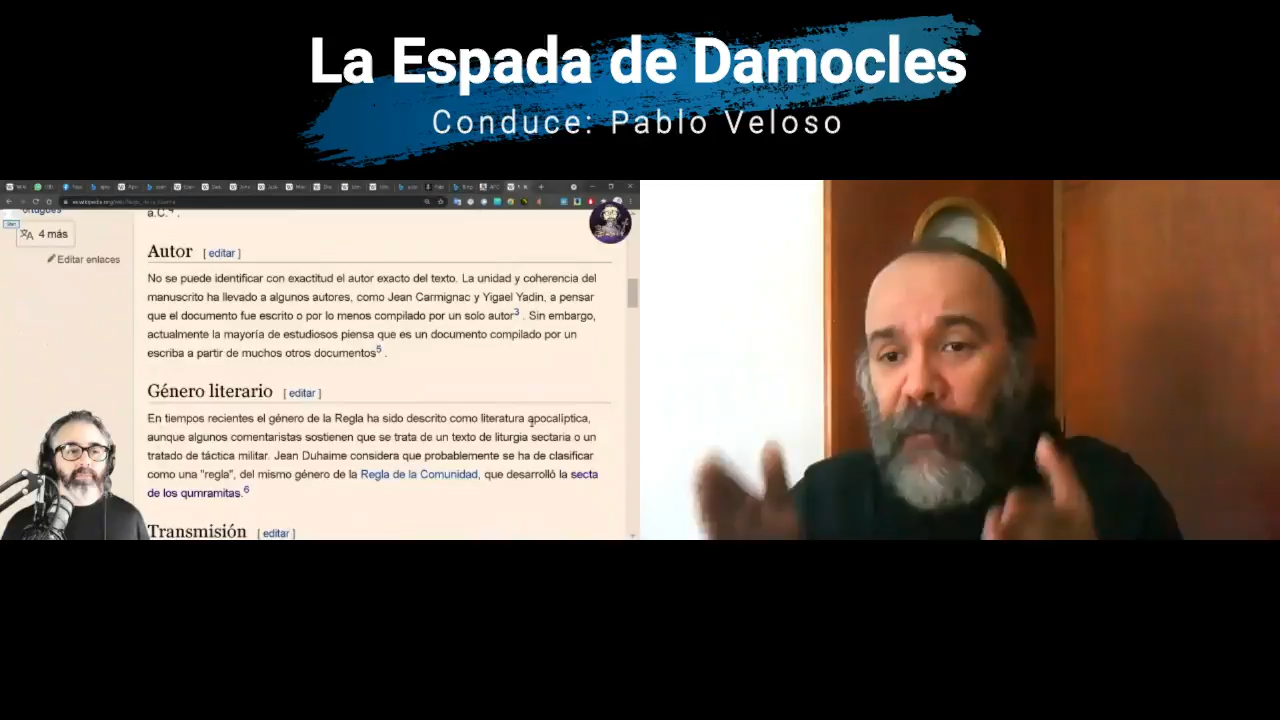 La Espada de Damocles
Conduce: Pablo Veloso
a.C.4 .
4 más
Editar enlaces
Autor [ editar ]
No se puede identificar con exactitud el autor exacto del texto. La unidad y coherencia del
manuscrito ha llevado a algunos autores, como Jean Carmignac y Yigael Yadin, a pensar
que el documento fue escrito o por lo menos compilado por un solo autor3 . Sin embargo,
actualmente la mayoría de estudiosos piensa que es un documento compilado por un
escriba a partir de muchos otros documentos5 .
Género literario [ editar ]
En tiempos recientes el género de la Regla ha sido descrito como literatura apocalíptica,
aunque algunos comentaristas sostienen que se trata de un texto de liturgia sectaria o un
tratado de táctica militar. Jean Duhaime considera que probablemente se ha de clasificar
como una "regla", del mismo género de la Regla de la Comunidad, que desarrolló la secta
de los qumramitas.6
Transmisión [ editar ]